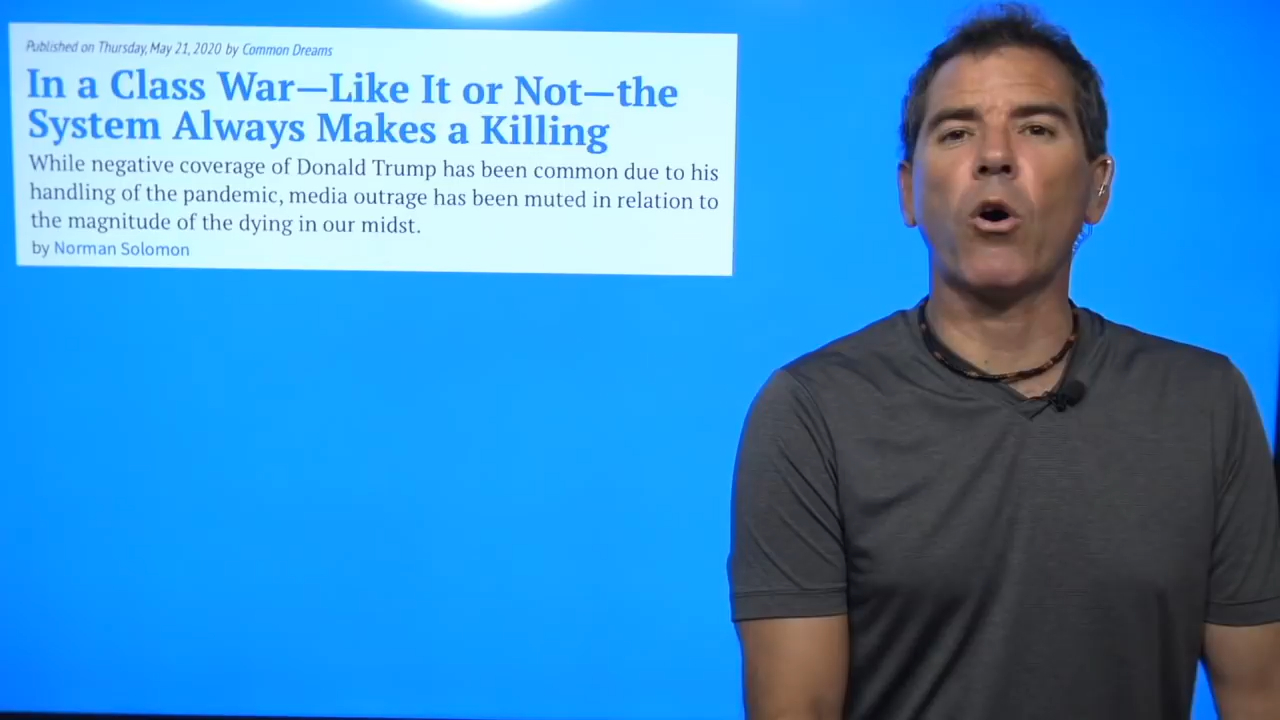 Published on Thursday, May 21, 2020 by Common Dreams
In a Class War—Like It or Not—the
System Always Makes a Killing
While negative coverage of Donald Trump has been common due to his
handling of the pandemic, media outrage has been muted in relation to
the magnitude of the dying in our midst.
by Norman Solomon